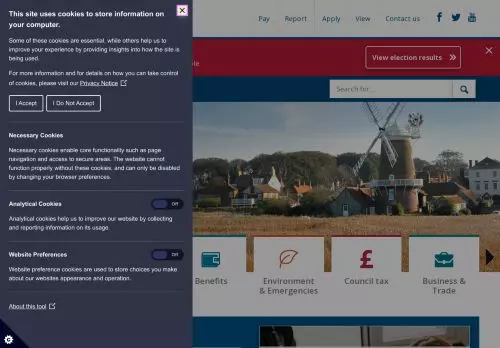 This site uses cookies to store information on
your computer.
Some of these cookies are essential, while others help us to
improve your experience by providing insights into how the site is
being used.
For more information and for details on how you can take control
of cookies, please visit our Privacy Notice
I Accept
I Do Not Accept
Necessary Cookies
Necessary cookies enable core functionality such as page
navigation and access to secure areas. The website cannot
function properly without these cookies, and can only be disabled
by changing your browser preferences.
Analytical Cookies
Off
Analytical cookies help us to improve our website by collecting
and reporting information on its usage.
Website Preferences
Off
Website preference cookies are used to store choices you make
about our websites appearance and operation.
About this tool
Pay
Report
Apply
View
Contact us
View election results
Search for...
Benefits
Environment
& Emergencies
£
Council tax
Business &
Trade